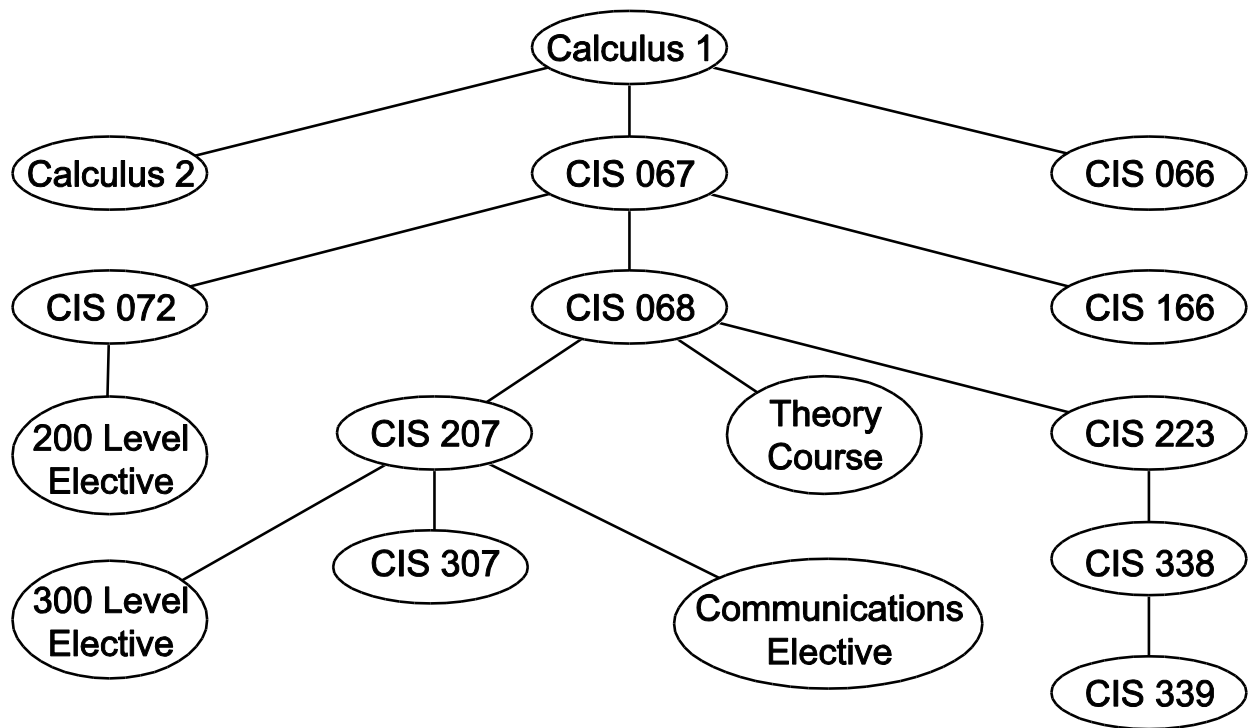 Calculus 1
Calculus 2
CIS 067
CIS 066
CIS 072
CIS 068
CIS 166
200 Level
Elective
CIS 207
Theory
Course
CIS 223
300 Level
Elective
CIS 307
Communications
Elective
CIS 338
CIS 339